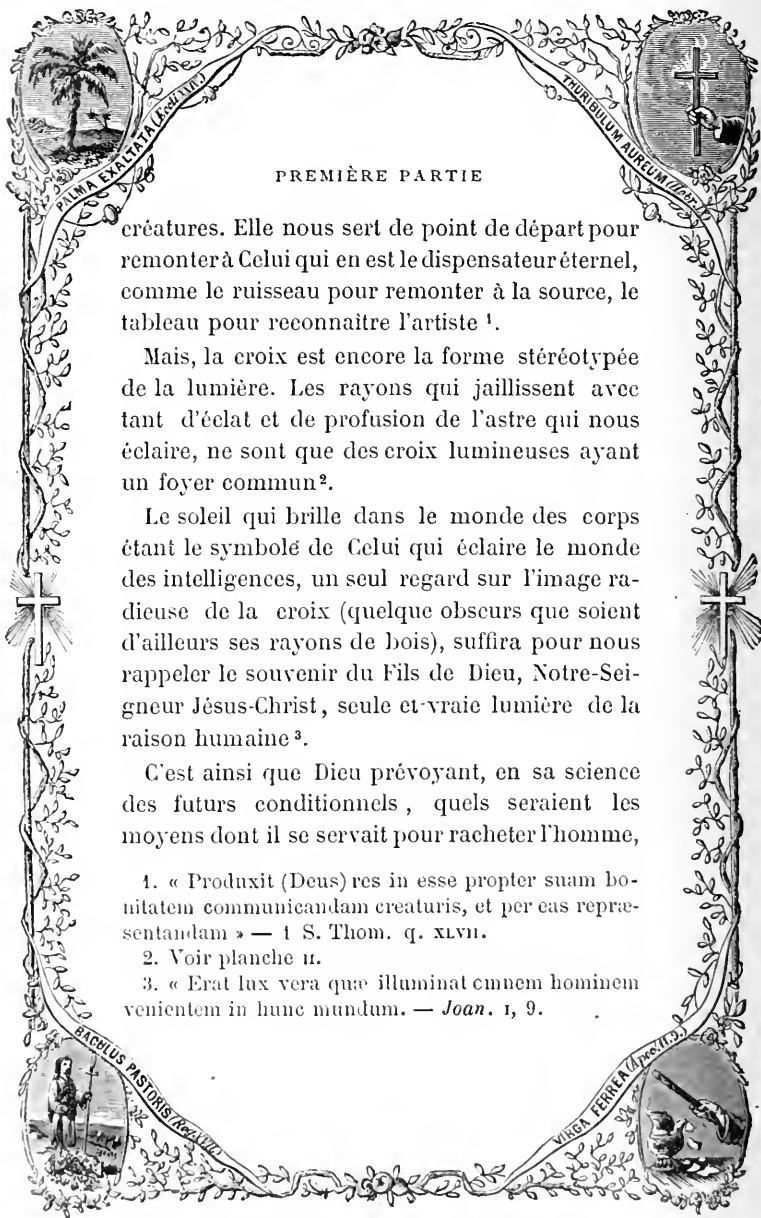 PALMA EXALTATA
THURIBULUM AUREUM
PREMIÈRE PARTIE
créatures. Elle nous sert de point de départ pour
remonter à Celui qui en est le dispensateur éternel,
comme le ruisseau pour remonter à la source, le
tableau pour reconnaître l'artiste ¹.
Mais, la croix est encore la forme stéréotypée
de la lumière. Les rayons qui jaillissent avec
tant d'éclat et de profusion de l'astre qui nous
éclaire, ne sont que des croix lumineuses ayant
un foyer commun².
Le soleil qui brille dans le monde des corps
étant le symbole de Celui qui éclaire le monde
des intelligences, un seul regard sur l'image ra-
dieuse de la croix (quelque obscurs que soient
d'ailleurs ses rayons de bois), suffira pour nous
rappeler le souvenir du Fils de Dieu, Notre-Sei-
gneur Jésus-Christ, seule et vraie lumière de la
raison humaine ³.
C'est ainsi que Dieu prévoyant, en sa science
des futurs conditionnels, quels seraient les
moyens dont il se servait pour racheter l'homme,
1. « Produxit (Deus) res in esse propter suam bo-
nitatem communicandam creaturis, et per eas repræ-
sentandam » — 1 S. Thom. q. XLVII.
2. Voir planche II.
3. « Erat lux vera quæ illuminat omnem hominem
venientem in hunc mundum. — Joan. I, 9.
BACULUS PASTORIS
VIRGA FERREA (Apoc. II. 9.)